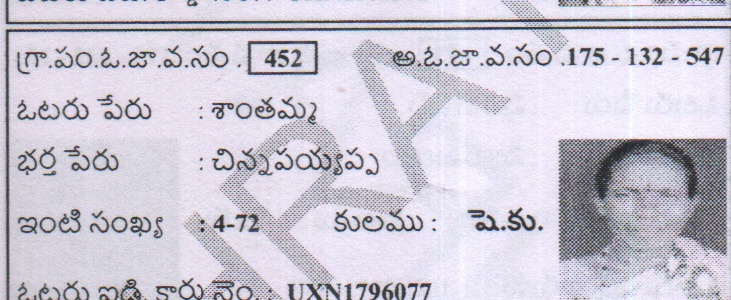 గ్రా.పం.ఓ.జా.వ.సం . 452 అ.ఓ.జా.వ.సం .175 - 132 - 547
ఓటరు పేరు : శాంతమ్మ
భర్త పేరు : చిన్నపయ్యప్ప
ఇంటి సంఖ్య : 4-72 కులము : షె.కు.
ఓటరు ఐడి. కార్డు నెం. : UXN1796077